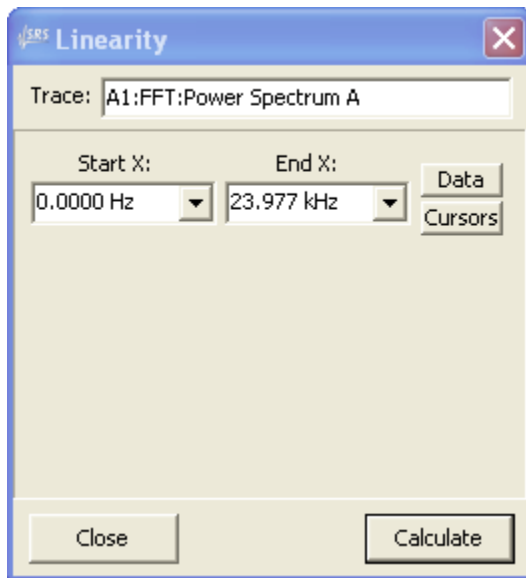 SRS Linearity
Trace: A1:FFT:Power Spectrum A
Start X: End X:
0.0000 Hz 23.977 kHz
Data
Cursors
Close Calculate